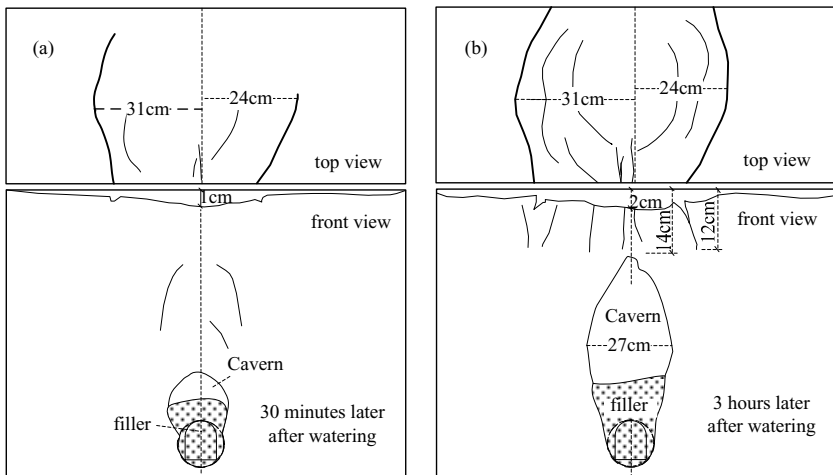 (a)
31cm
24cm
top view
1cm
front view
Cavern
filler
30 minutes later
after watering
(b)
31cm
24cm
top view
2cm
14cm
12cm
front view
Cavern
27cm
filler
3 hours later
after watering